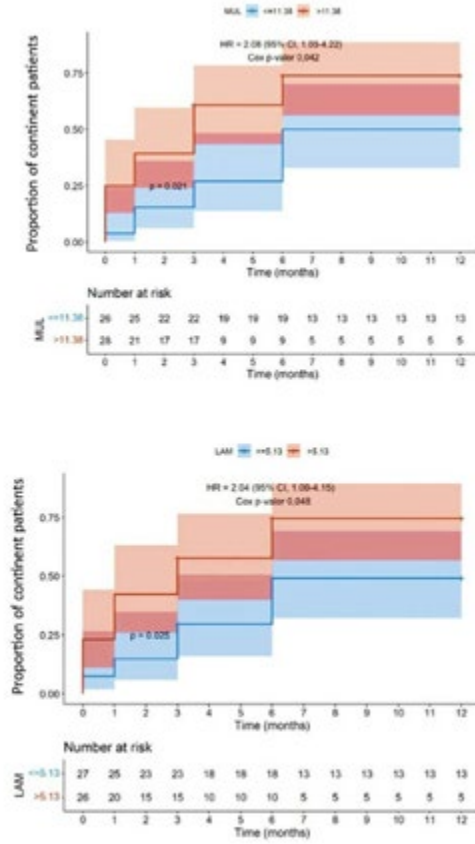 MUL <=11.38 >11.38
HR = 2.08 (95% CI, 1.05-4.22)
Cox p-valor 0,042
Proportion of continent patients
0.75
0.50
0.25
0.00
p = 0.021
0 1 2 3 4 5 6 7 8 9 10 11 12
Time (months)
Number at risk
MUL
<=11.38 26 25 22 22 19 19 19 13 13 13 13 13 13
>11.38 28 21 17 17 9 9 9 5 5 5 5 5 5
0 1 2 3 4 5 6 7 8 9 10 11 12
Time (months)
LAM <=5.13 >5.13
HR = 2.04 (95% CI, 1.00-4.15)
Cox p-valor 0,048
Proportion of continent patients
0.75
0.50
0.25
0.00
p = 0.025
0 1 2 3 4 5 6 7 8 9 10 11 12
Time (months)
Number at risk
LAM
<=5.13 27 25 23 23 18 18 18 13 13 13 13 13 13
>5.13 26 20 15 15 10 10 10 5 5 5 5 5 5
0 1 2 3 4 5 6 7 8 9 10 11 12
Time (months)